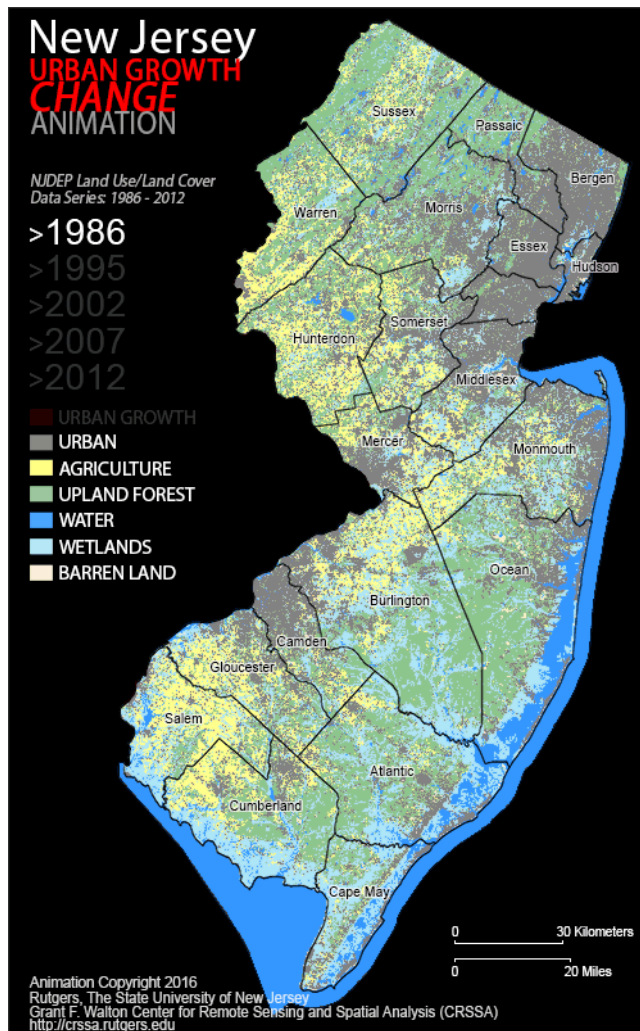 New Jersey
URBAN GROWTH
CHANGE
ANIMATION
NJDEP Land Use/Land Cover
Data Series: 1986 - 2012
>1986
>1995
>2002
>2007
>2012
URBAN GROWTH
URBAN
AGRICULTURE
UPLAND FOREST
WATER
WETLANDS
BARREN LAND
Sussex
Passaic
Bergen
Warren
Morris
Essex
Hudson
Hunterdon
Somerset
Middlesex
Mercer
Monmouth
Ocean
Burlington
Camden
Gloucester
Salem
Atlantic
Cumberland
Cape May
0 30 Kilometers
0 20 Miles
Animation Copyright 2016
Rutgers, The State University of New Jersey
Grant F. Walton Center for Remote Sensing and Spatial Analysis (CRSSA)
http://crssa.rutgers.edu